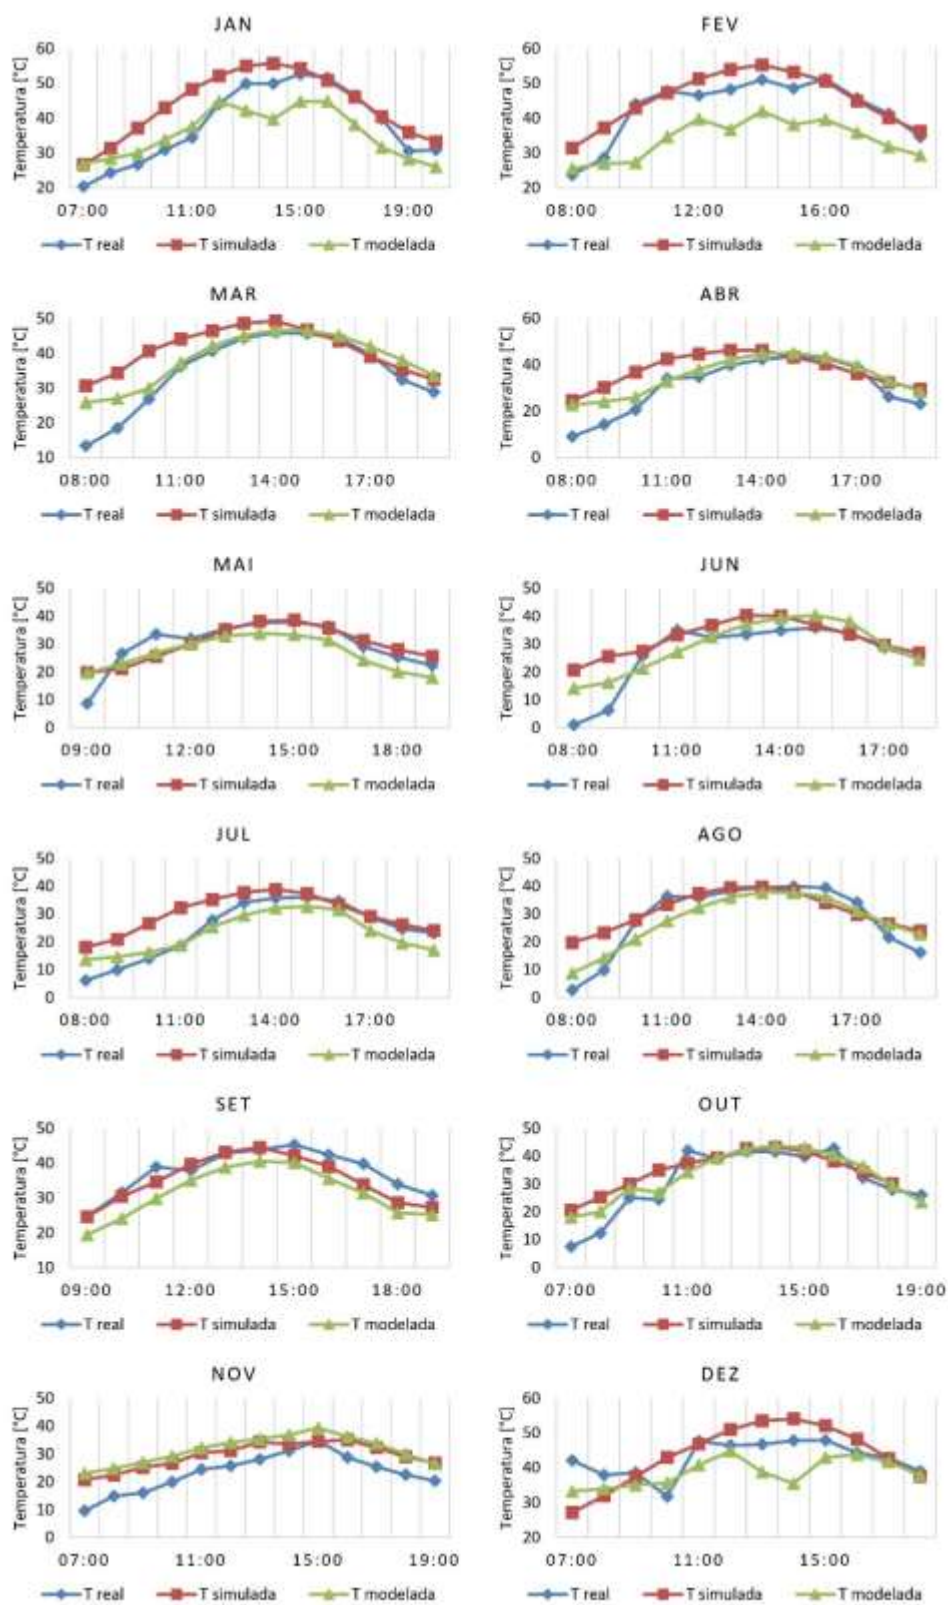 JAN
Temperatura [°C]
60
50
40
30
20
07:00 11:00 15:00 19:00
T real T simulada T modelada
FEV
Temperatura [°C]
60
50
40
30
20
08:00 12:00 16:00
T real T simulada T modelada
MAR
Temperatura [°C]
50
40
30
20
10
08:00 11:00 14:00 17:00
T real T simulada T modelada
ABR
Temperatura [°C]
60
40
20
0
08:00 11:00 14:00 17:00
T real T simulada T modelada
MAI
Temperatura [°C]
50
40
30
20
10
0
09:00 12:00 15:00 18:00
T real T simulada T modelada
JUN
Temperatura [°C]
50
40
30
20
10
0
08:00 11:00 14:00 17:00
T real T simulada T modelada
JUL
Temperatura [°C]
50
40
30
20
10
0
08:00 11:00 14:00 17:00
T real T simulada T modelada
AGO
Temperatura [°C]
50
40
30
20
10
0
08:00 11:00 14:00 17:00
T real T simulada T modelada
SET
Temperatura [°C]
50
40
30
20
10
09:00 12:00 15:00 18:00
T real T simulada T modelada
OUT
Temperatura [°C]
50
40
30
20
10
0
07:00 11:00 15:00 19:00
T real T simulada T modelada
NOV
Temperatura [°C]
50
40
30
20
10
0
07:00 11:00 15:00 19:00
T real T simulada T modelada
DEZ
Temperatura [°C]
60
50
40
30
20
07:00 11:00 15:00
T real T simulada T modelada